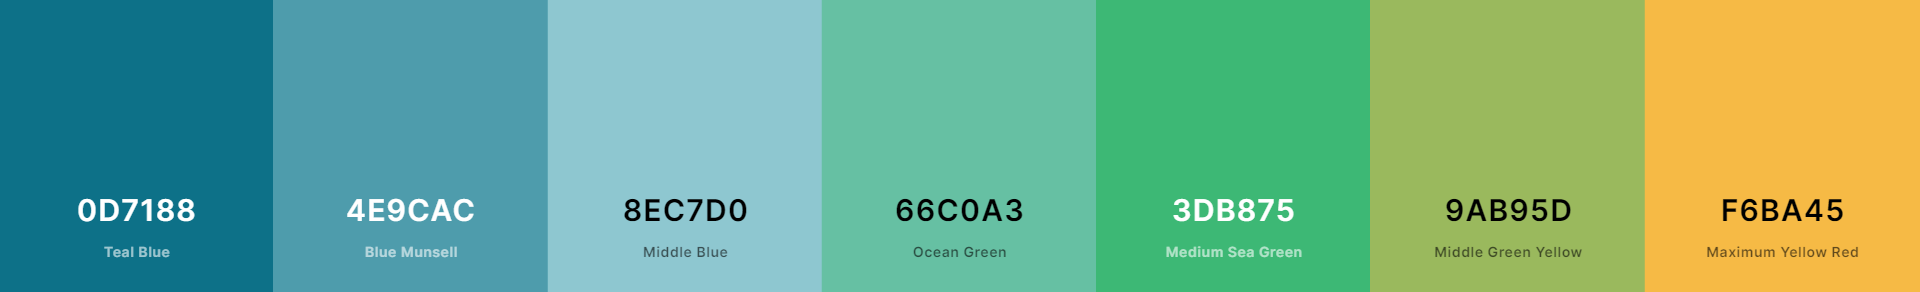 0D7188
Teal Blue
4E9CAC
Blue Munsell
8EC7D0
Middle Blue
66C0A3
Ocean Green
3DB875
Medium Sea Green
9AB95D
Middle Green Yellow
F6BA45
Maximum Yellow Red